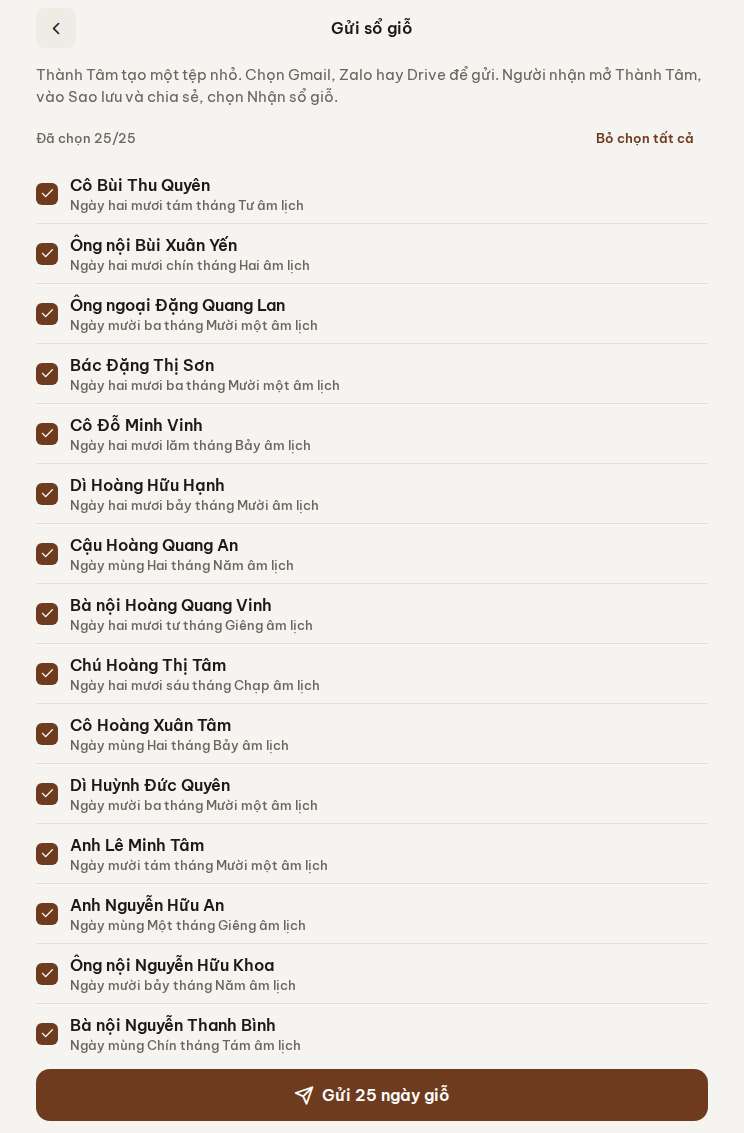 Gửi sổ giỗ
Thành Tâm tạo một tệp nhỏ. Chọn Gmail, Zalo hay Drive để gửi. Người nhận mở Thành Tâm,
vào Sao lưu và chia sẻ, chọn Nhận sổ giỗ.
Đã chọn 25/25
Bỏ chọn tất cả
Cô Bùi Thu Quyên
Ngày hai mươi tám tháng Tư âm lịch
Ông nội Bùi Xuân Yến
Ngày hai mươi chín tháng Hai âm lịch
Ông ngoại Đặng Quang Lan
Ngày mười ba tháng Mười một âm lịch
Bác Đặng Thị Sơn
Ngày hai mươi ba tháng Mười một âm lịch
Cô Đỗ Minh Vinh
Ngày hai mươi lăm tháng Bảy âm lịch
Dì Hoàng Hữu Hạnh
Ngày hai mươi bảy tháng Mười âm lịch
Cậu Hoàng Quang An
Ngày mùng Hai tháng Năm âm lịch
Bà nội Hoàng Quang Vinh
Ngày hai mươi tư tháng Giêng âm lịch
Chú Hoàng Thị Tâm
Ngày hai mươi sáu tháng Chạp âm lịch
Cô Hoàng Xuân Tâm
Ngày mùng Hai tháng Bảy âm lịch
Dì Huỳnh Đức Quyên
Ngày mười ba tháng Mười một âm lịch
Anh Lê Minh Tâm
Ngày mười tám tháng Mười một âm lịch
Anh Nguyễn Hữu An
Ngày mùng Một tháng Giêng âm lịch
Ông nội Nguyễn Hữu Khoa
Ngày mười bảy tháng Năm âm lịch
Bà nội Nguyễn Thanh Bình
Ngày mùng Chín tháng Tám âm lịch
Gửi 25 ngày giỗ